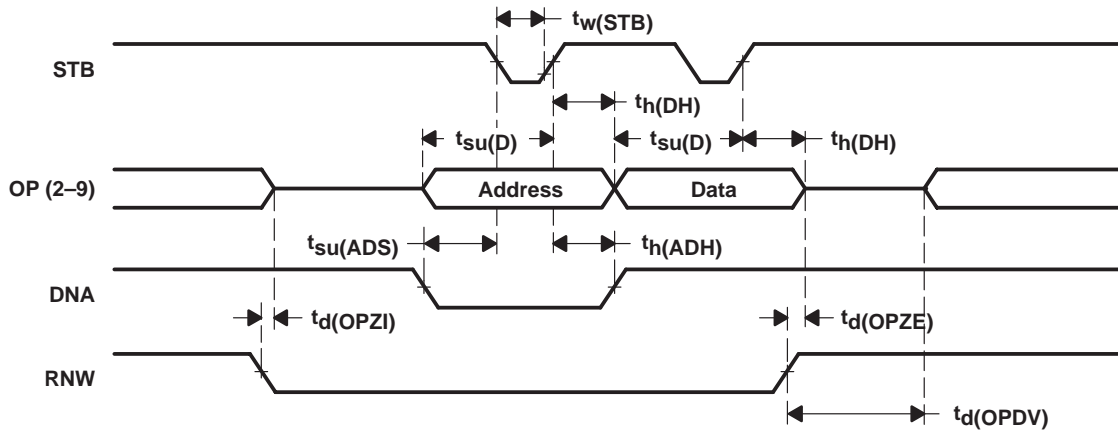 tw(STB)
STB
th(DH)
tsu(D)
tsu(D)
th(DH)
OP (2–9)
Address
Data
tsu(ADS)
th(ADH)
DNA
td(OPZI)
td(OPZE)
RNW
td(OPDV)